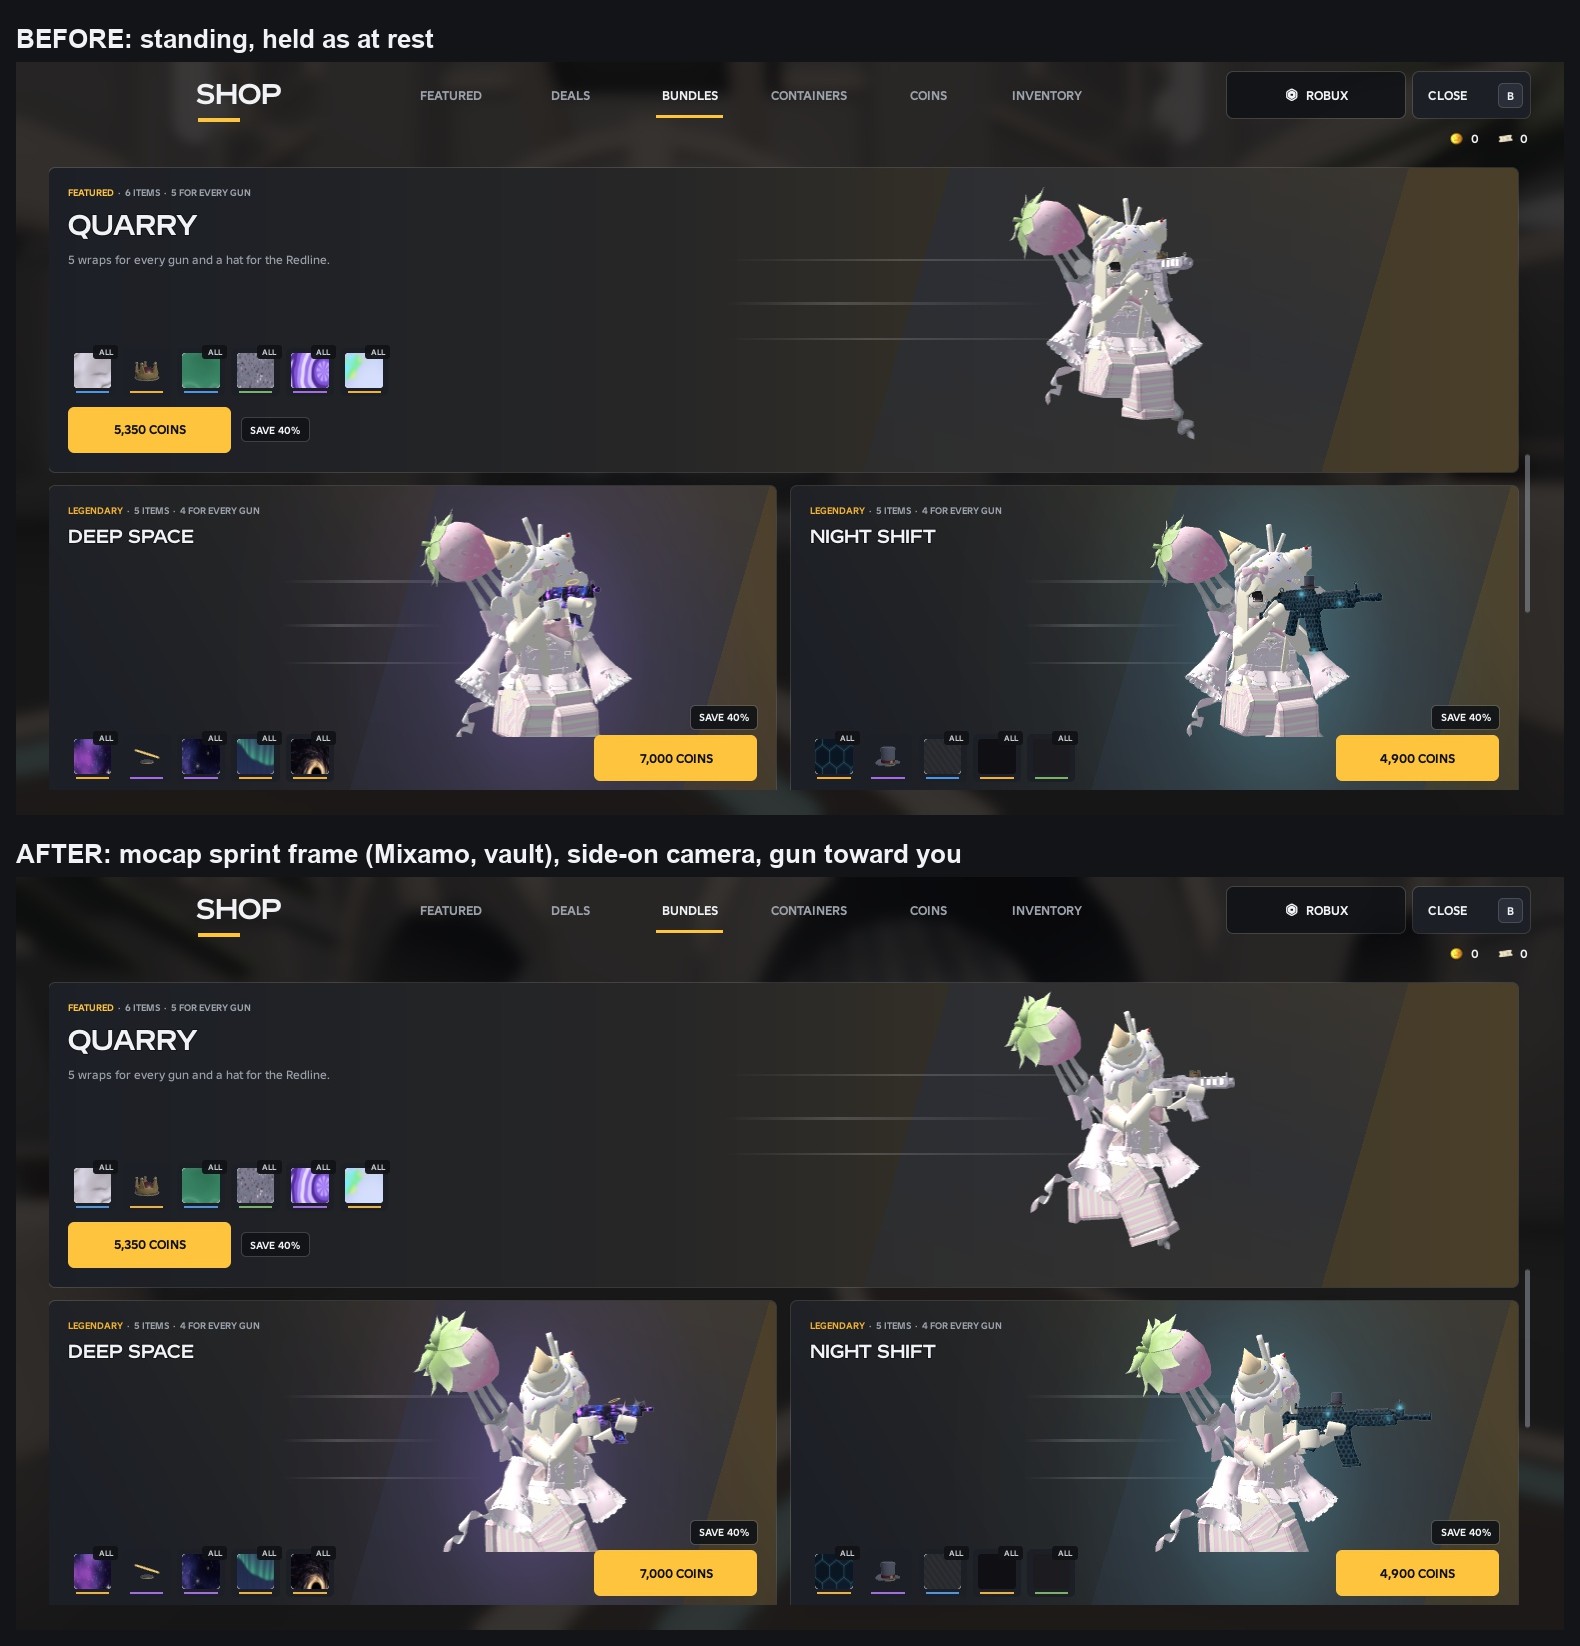 BEFORE: standing, held as at rest
SHOP FEATURED DEALS BUNDLES CONTAINERS COINS INVENTORY ROBUX CLOSE B
0 0
FEATURED · 6 ITEMS · 5 FOR EVERY GUN
QUARRY
5 wraps for every gun and a hat for the Redline.
ALL ALL ALL ALL ALL
5,350 COINS SAVE 40%
LEGENDARY · 5 ITEMS · 4 FOR EVERY GUN
DEEP SPACE
SAVE 40%
ALL ALL ALL ALL
7,000 COINS
LEGENDARY · 5 ITEMS · 4 FOR EVERY GUN
NIGHT SHIFT
SAVE 40%
ALL ALL ALL ALL
4,900 COINS
AFTER: mocap sprint frame (Mixamo, vault), side-on camera, gun toward you
SHOP FEATURED DEALS BUNDLES CONTAINERS COINS INVENTORY ROBUX CLOSE B
0 0
FEATURED · 6 ITEMS · 5 FOR EVERY GUN
QUARRY
5 wraps for every gun and a hat for the Redline.
ALL ALL ALL ALL ALL
5,350 COINS SAVE 40%
LEGENDARY · 5 ITEMS · 4 FOR EVERY GUN
DEEP SPACE
SAVE 40%
ALL ALL ALL ALL
7,000 COINS
LEGENDARY · 5 ITEMS · 4 FOR EVERY GUN
NIGHT SHIFT
SAVE 40%
ALL ALL ALL ALL
4,900 COINS